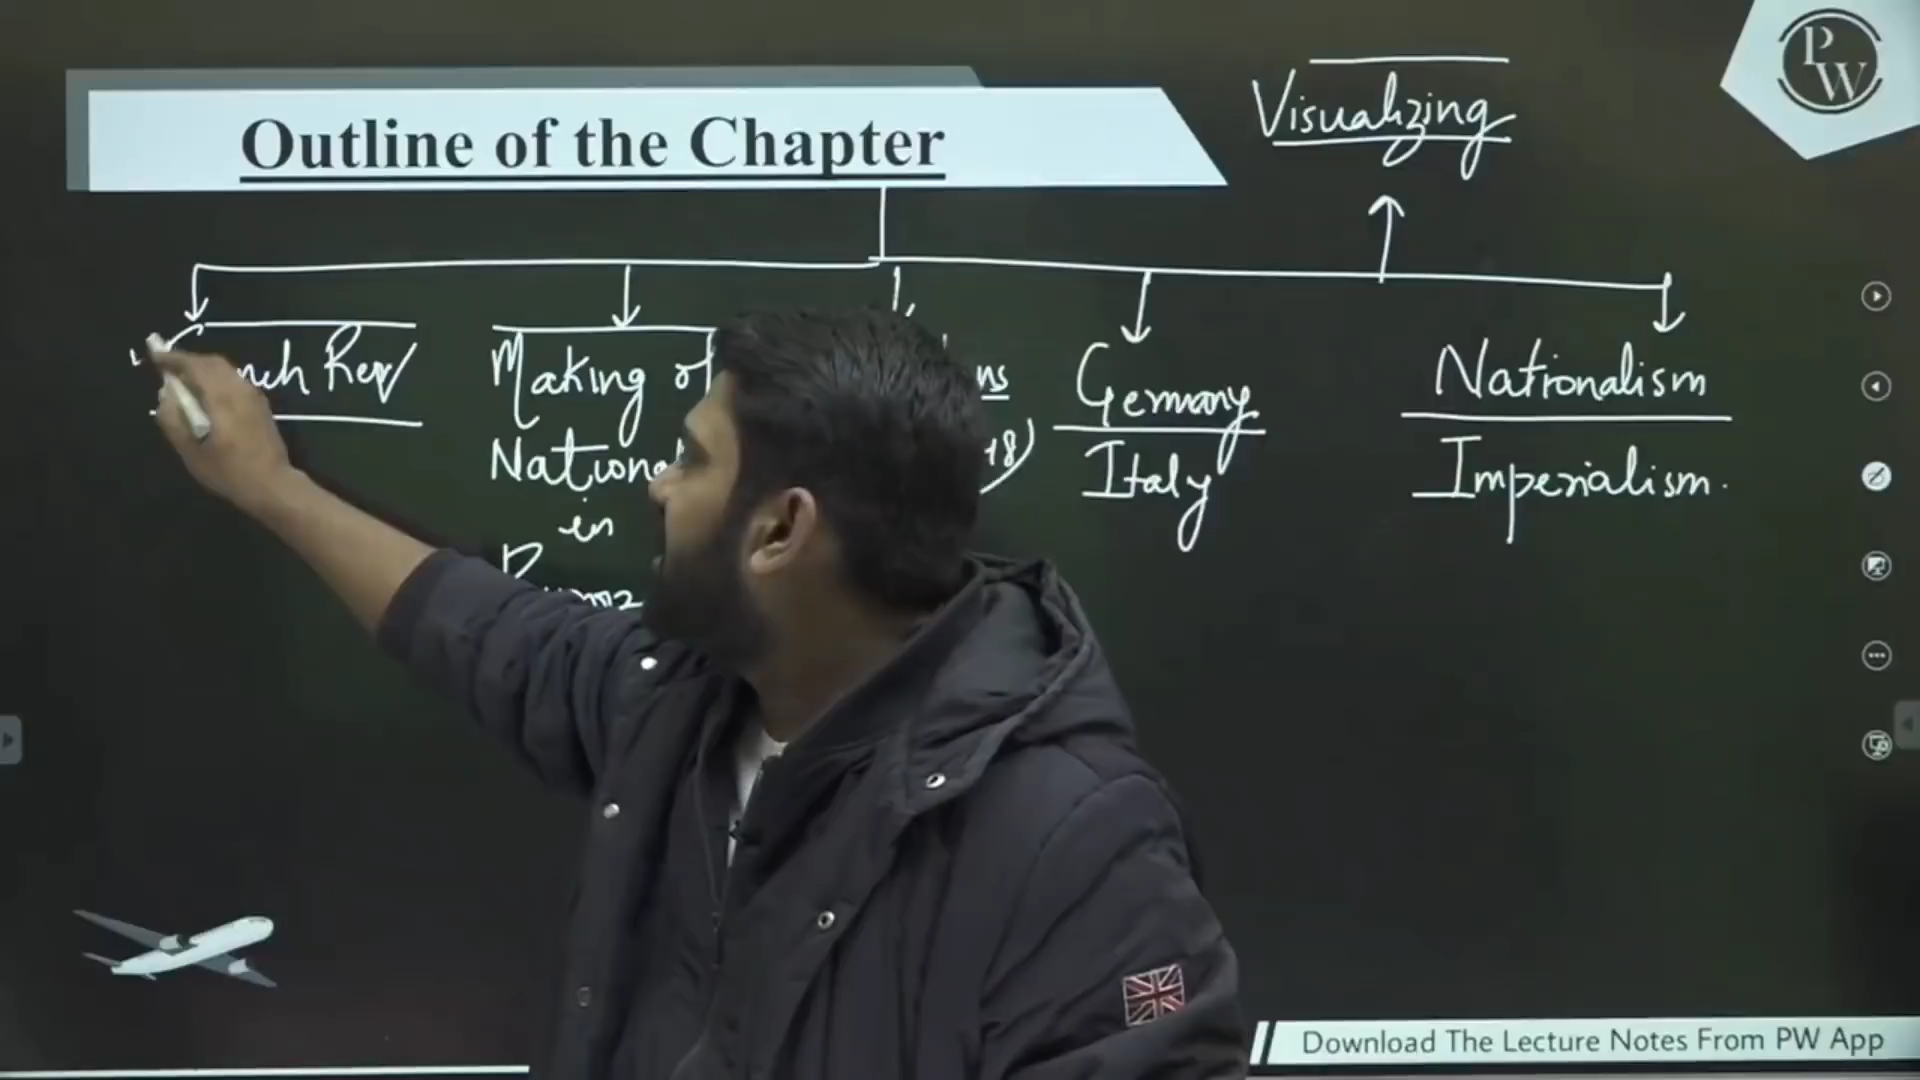 P
W
Visualizing
Outline of the Chapter
Rev
Making of
in
Germany
Italy
Nationalism
Imperialism.
Download The Lecture Notes From PW App